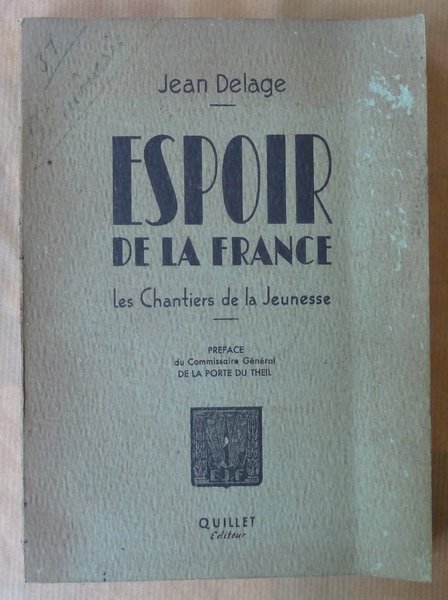 37
Jean Delage
ESPOIR
DE LA FRANCE
Les Chantiers de la Jeunesse
PREFACE
du Commissaire Général
DE LA PORTE DU THEIL
QUILLET
Editeur